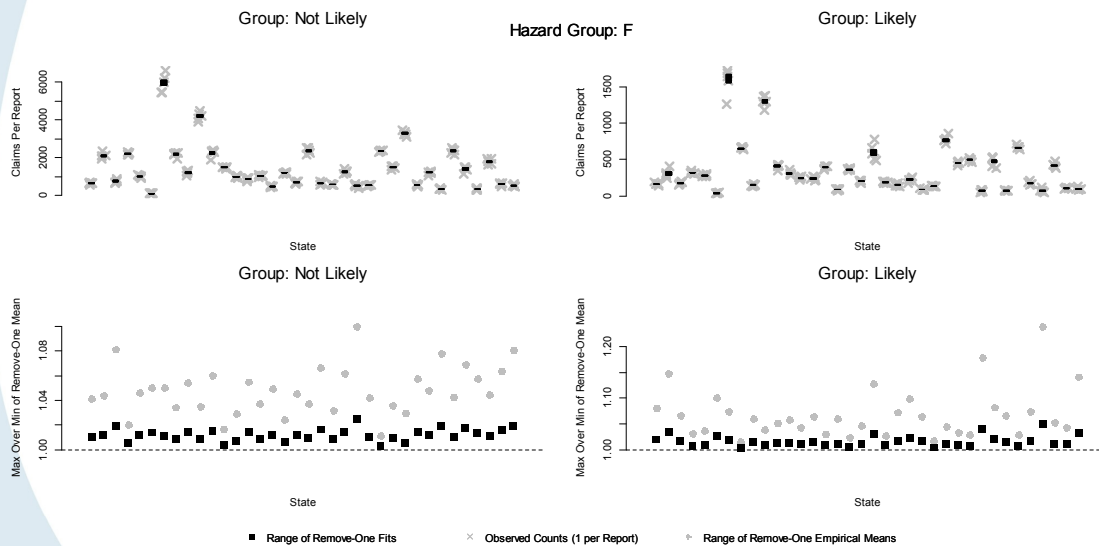 Hazard Group: F
Group: Not Likely
Claims Per Report
6000
4000
2000
0
State
Group: Likely
Claims Per Report
1500
1000
500
0
State
Group: Not Likely
Max Over Min of Remove-One Mean
1.08
1.04
1.00
State
Group: Likely
Max Over Min of Remove-One Mean
1.20
1.10
1.00
State
Range of Remove-One Fits
Observed Counts (1 per Report)
Range of Remove-One Empirical Means